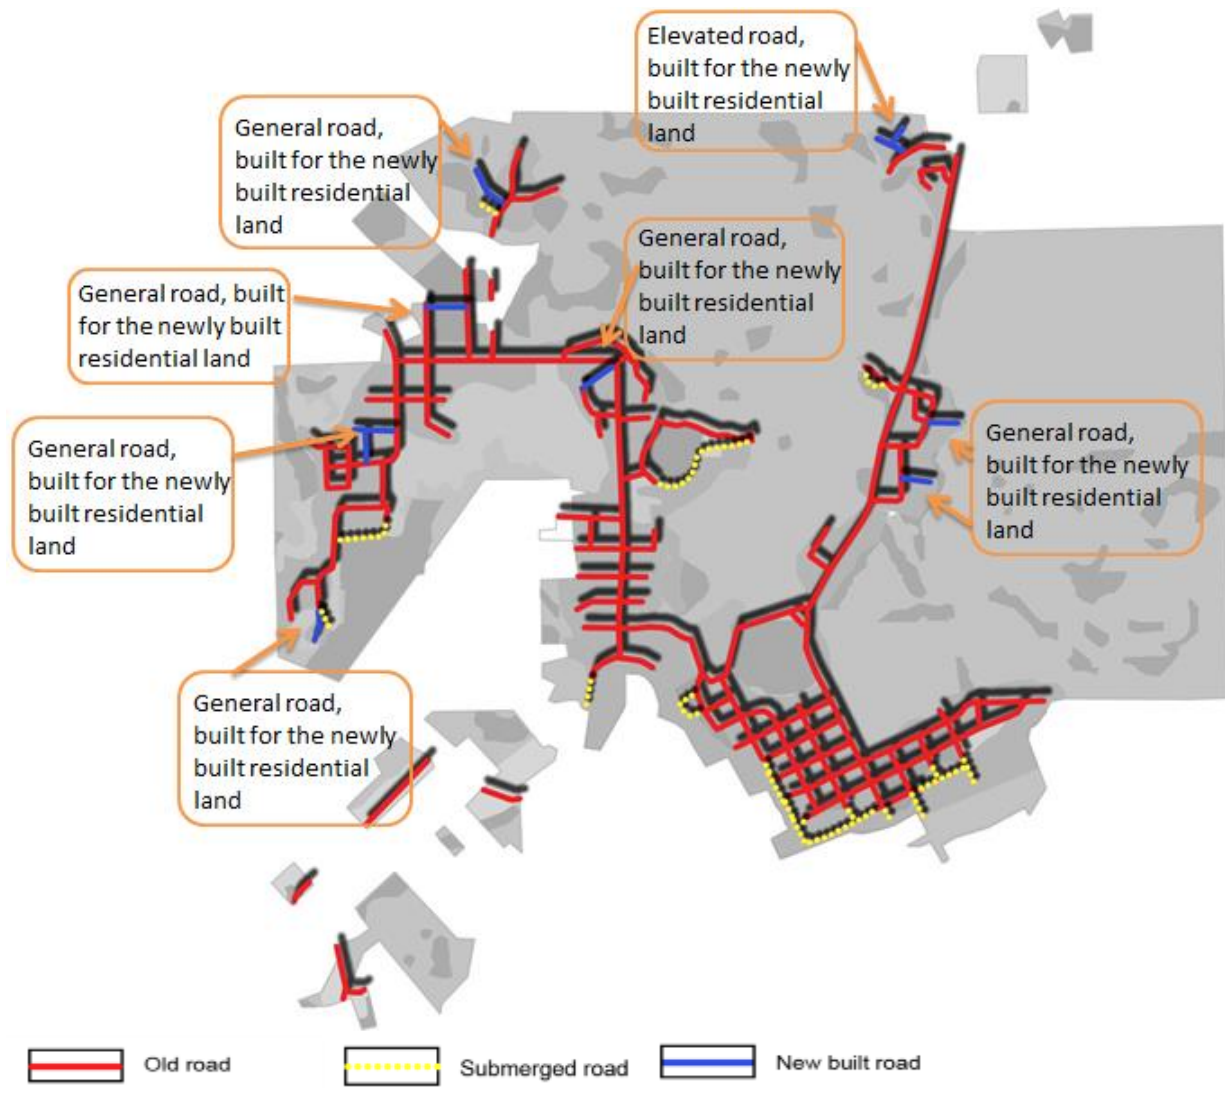 Elevated road,
built for the newly
built residential
land
General road,
built for the newly
built residential
land
General road,
built for the newly
built residential
land
General road, built
for the newly built
residential land
General road,
built for the newly
built residential
land
General road,
built for the newly
built residential
land
General road,
built for the newly
built residential
land
Old road
Submerged road
New built road